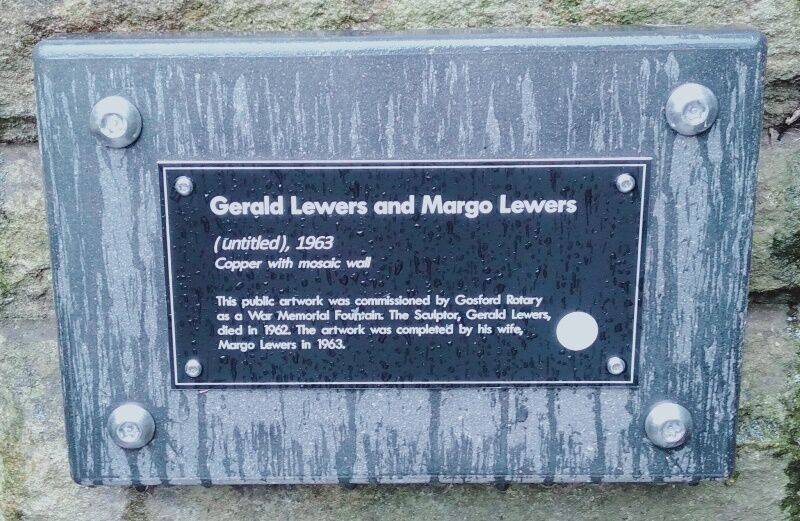 Gerald Lewers and Margo Lewers
(untitled), 1963
Copper with mosaic wall
This public artwork was commissioned by Gosford Rotary
as a War Memorial Fountain. The Sculptor, Gerald Lewers,
died in 1962. The artwork was completed by his wife,
Margo Lewers in 1963.